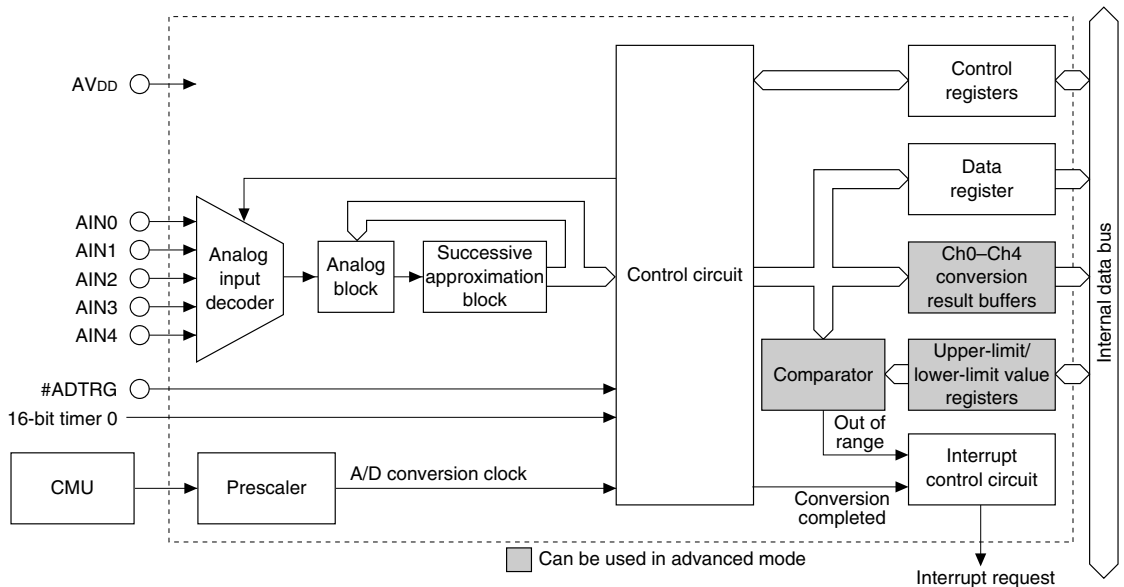 AVDD
AIN0
AIN1
AIN2
AIN3
AIN4
#ADTRG
16-bit timer 0
CMU
Prescaler
A/D conversion clock
Analog
input
decoder
Analog
block
Successive
approximation
block
Control circuit
Control
registers
Data
register
Ch0–Ch4
conversion
result buffers
Comparator
Upper-limit/
lower-limit value
registers
Out of
range
Interrupt
control circuit
Conversion
completed
Interrupt request
Internal data bus
Can be used in advanced mode